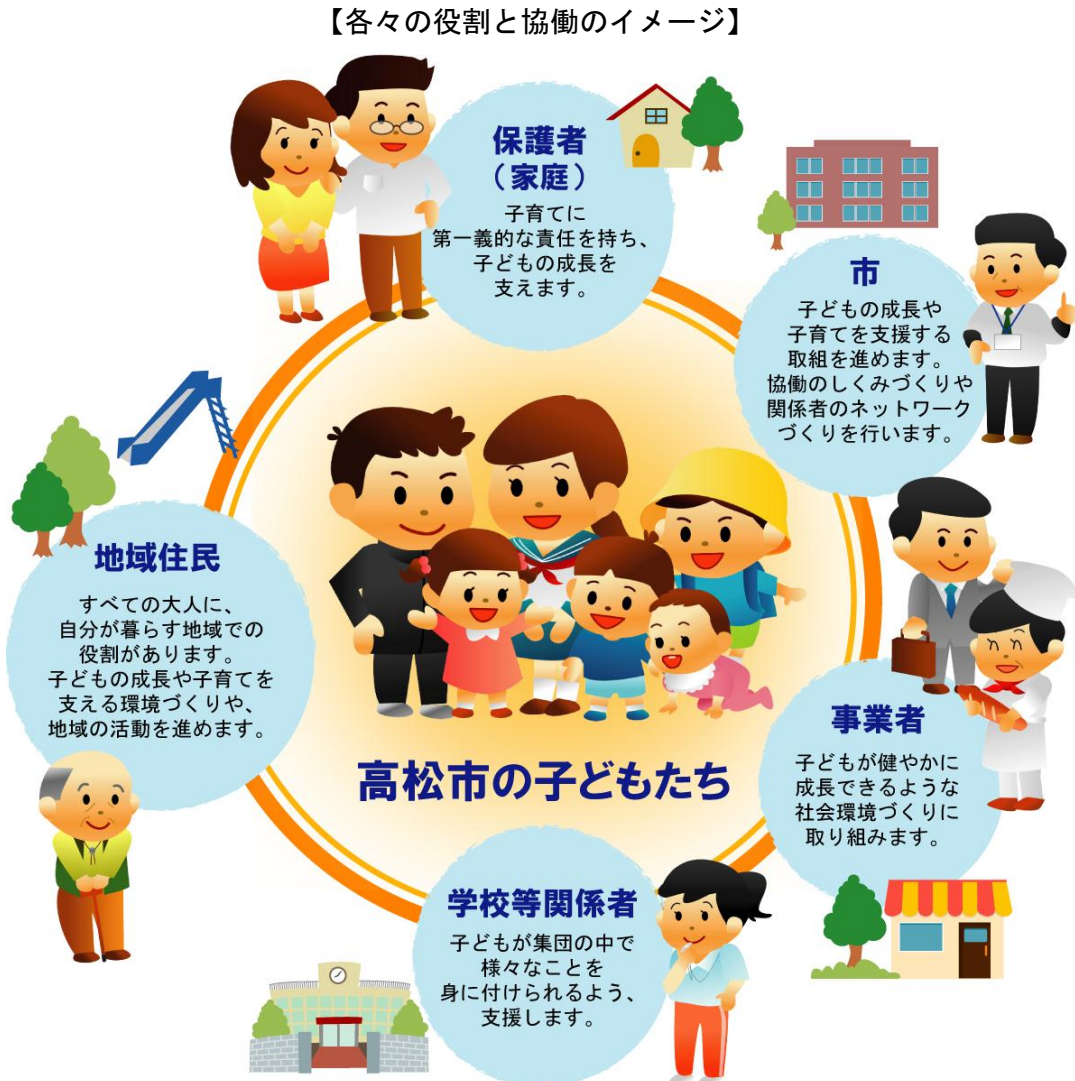 【各々の役割と協働のイメージ】
保護者
（家庭）
子育てに
第一義的な責任を持ち、
子どもの成長を
支えます。
市
子どもの成長や
子育てを支援する
取組を進めます。
協働のしくみづくりや
関係者のネットワーク
づくりを行います。
地域住民
すべての大人に、
自分が暮らす地域での
役割があります。
子どもの成長や子育てを
支える環境づくりや、
地域の活動を進めます。
事業者
子どもが健やかに
成長できるような
社会環境づくりに
取り組みます。
高松市の子どもたち
学校等関係者
子どもが集団の中で
様々なことを
身に付けられるよう、
支援します。